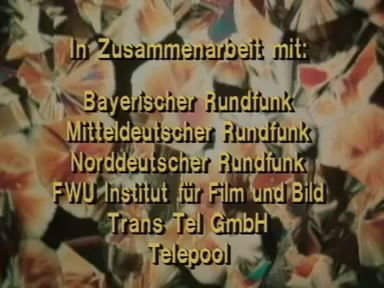 In Zusammenarbeit mit:
Bayerischer Rundfunk
Mitteldeutscher Rundfunk
Norddeutscher Rundfunk
FWU Institut für Film und Bild
Trans Tel GmbH
Telepool